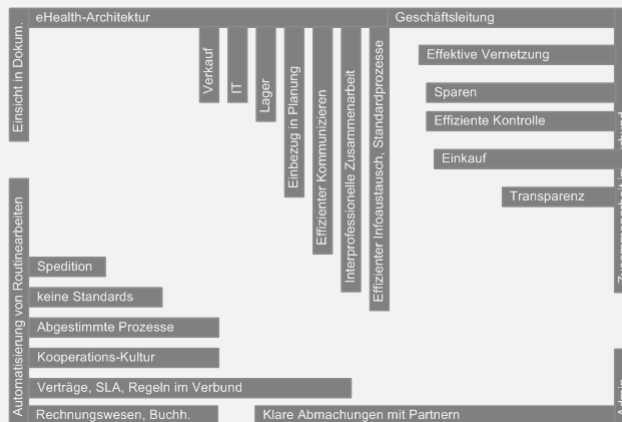 eHealth-Architektur
Geschäftsleitung
Einsicht in Dokum.
Verkauf
IT
Lager
Einbezug in Planung
Effizienter Kommunizieren
Interprofessionelle Zusammenarbeit
Effizienter Infoaustausch, Standardprozesse
Effektive Vernetzung
Sparen
Effiziente Kontrolle
Einkauf
Transparenz
Automatisierung von Routinearbeiten
Spedition
keine Standards
Abgestimmte Prozesse
Kooperations-Kultur
Verträge, SLA, Regeln im Verbund
Rechnungswesen, Buchh.
Klare Abmachungen mit Partnern